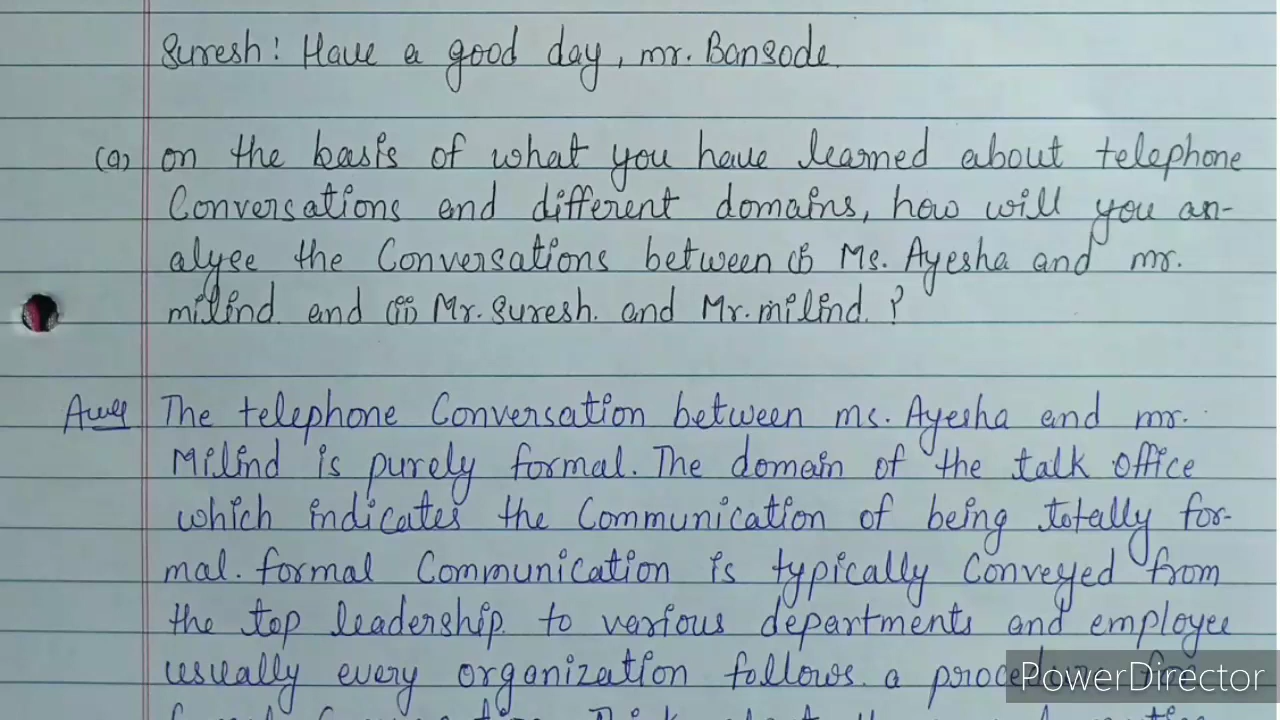 Suresh: Have a good day, mr. Bansode.
(a) on the basis of what you have learned about telephone
Conversations and different domains, how will you an-
alyse the Conversations between (i) Ms. Ayesha and mr.
milind and (ii) Mr. Suresh. and Mr. milind. ?
Ans The telephone Conversation between ms. Ayesha and mr.
Milind is purely formal. The domain of the talk office
which indicates the Communication of being totally for-
mal. formal Communication is typically Conveyed from
the top leadership to various departments and employee
usually every organization follows a procedure for
PowerDirector